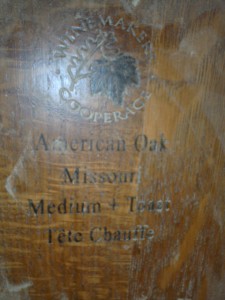 WINEMAKER
COOPERAGE
American Oak
Missouri
Medium + Toast
Tête Chauffe